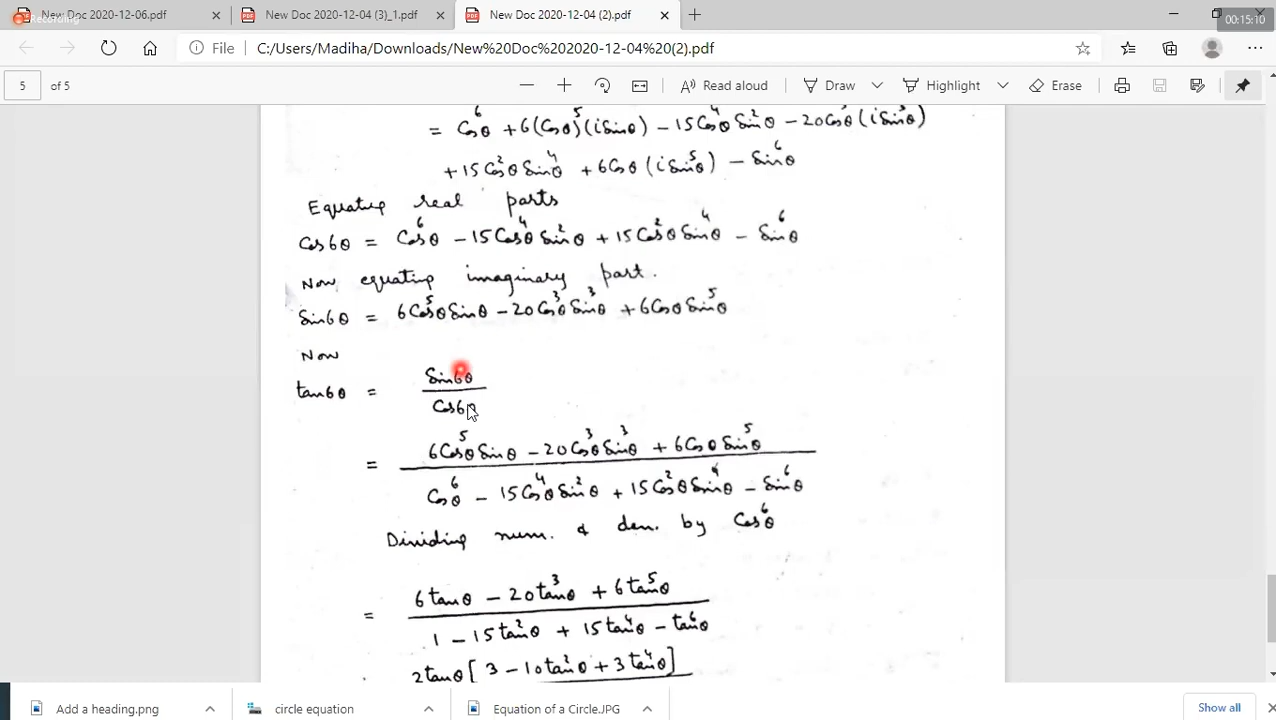 New Doc 2020-12-06.pdf
New Doc 2020-12-04 (3)_1.pdf
New Doc 2020-12-04 (2).pdf
Recording
00:15:10
File
C:/Users/Madiha/Downloads/New%20Doc%202020-12-04%20(2).pdf
5 of 5
Read aloud
Draw
Highlight
Erase
= Cos⁶θ + 6(Cosθ)⁵(iSinθ) − 15Cos⁴θ Sin²θ − 20Cos³θ(iSin³θ)
+ 15Cos²θ Sin⁴θ + 6Cosθ(iSin⁵θ) − Sin⁶θ
Equating real parts
Cos6θ = Cos⁶θ − 15Cos⁴θ Sin²θ + 15Cos²θ Sin⁴θ − Sin⁶θ
Now equating imaginary part.
Sin6θ = 6Cos⁵θ Sinθ − 20Cos³θ Sin³θ + 6Cosθ Sin⁵θ
Now
Sin6θ
tan6θ =
Cos6θ
6Cos⁵θ Sinθ − 20Cos³θ Sin³θ + 6Cosθ Sin⁵θ
=
Cos⁶θ − 15Cos⁴θ Sin²θ + 15Cos²θ Sin⁴θ − Sin⁶θ
Dividing num. & den. by Cos⁶θ
6tanθ − 20tan³θ + 6tan⁵θ
=
1 − 15tan²θ + 15tan⁴θ − tan⁶θ
2tanθ[3 − 10tan²θ + 3tan⁴θ]
Add a heading.png
circle equation
Equation of a Circle.JPG
Show all